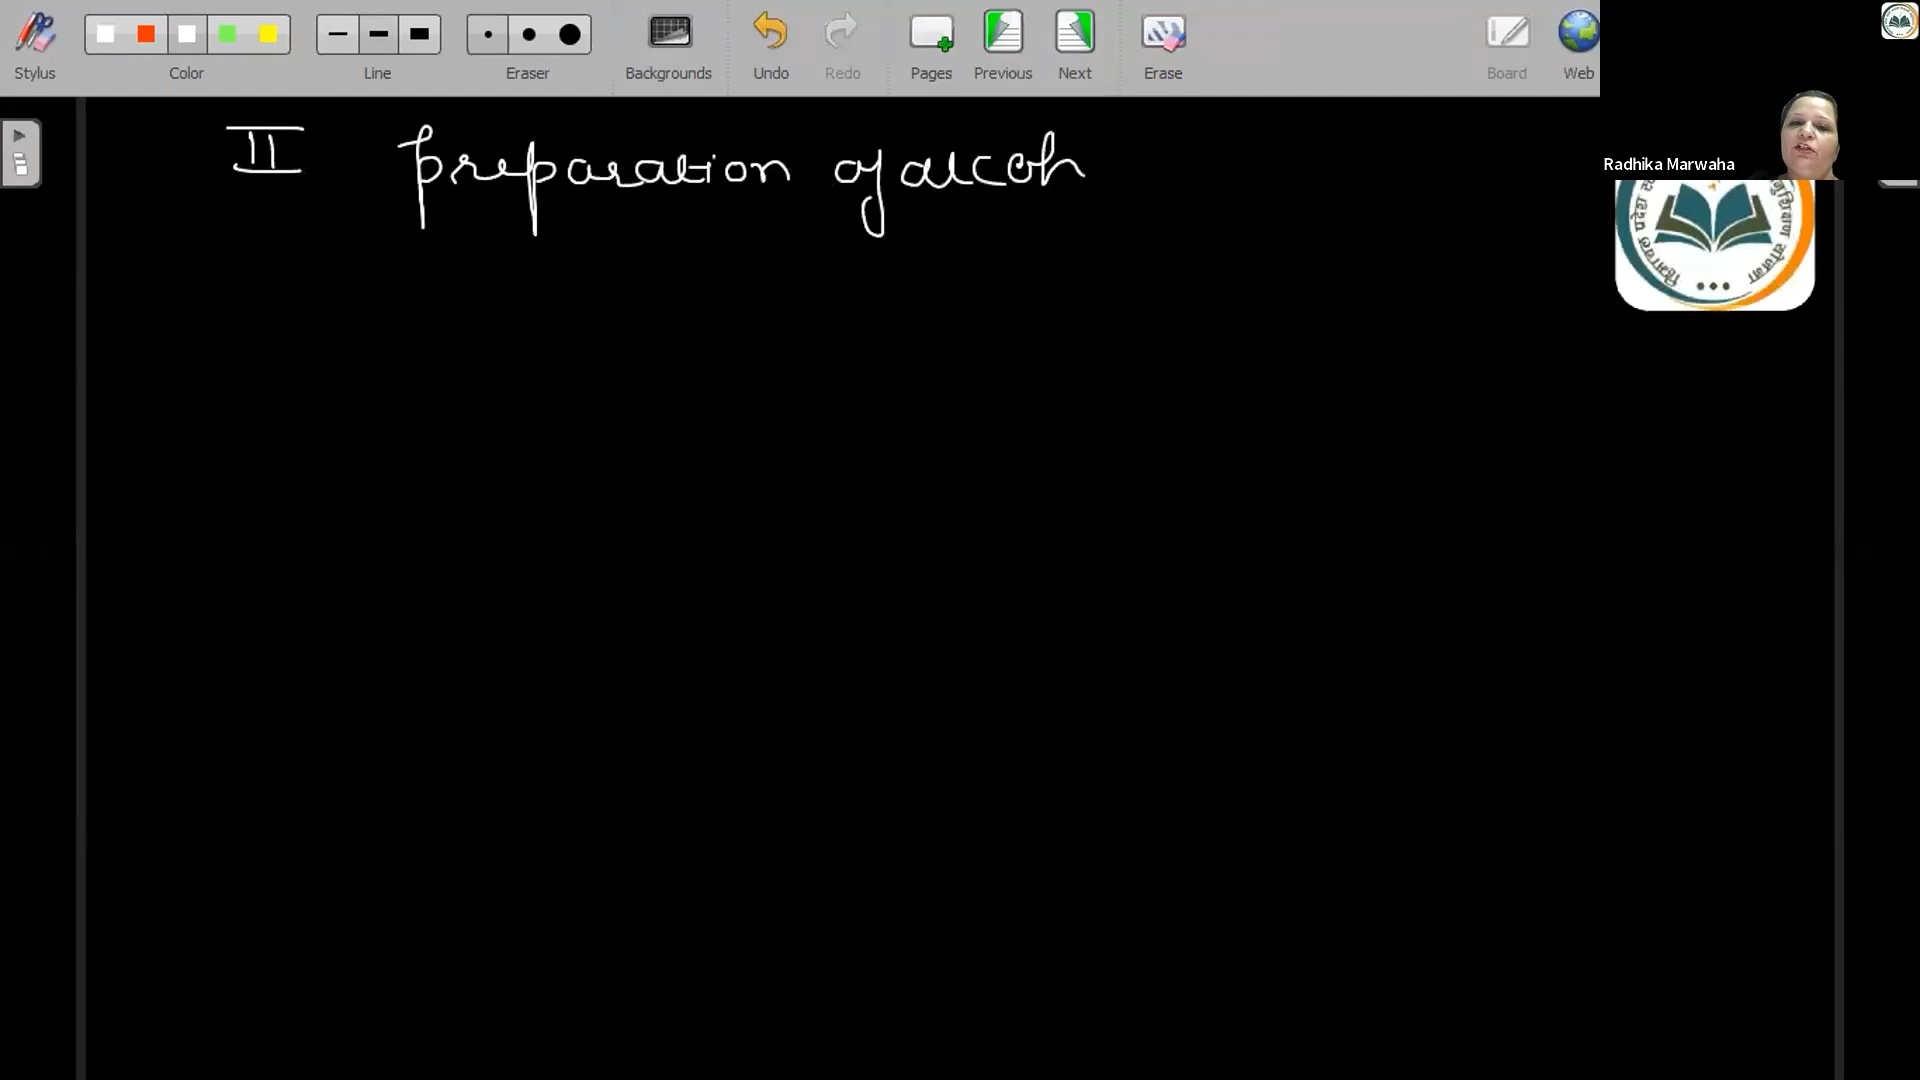 Stylus Color Line Eraser Backgrounds Undo Redo Pages Previous Next Erase Board Web
II preparation of alcoh
Radhika Marwaha